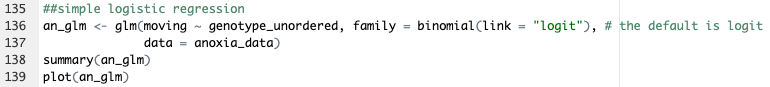 135 ##simple logistic regression
136 an_glm <- glm(moving ~ genotype_unordered, family = binomial(link = "logit"), # the default is logit
137 data = anoxia_data)
138 summary(an_glm)
139 plot(an_glm)